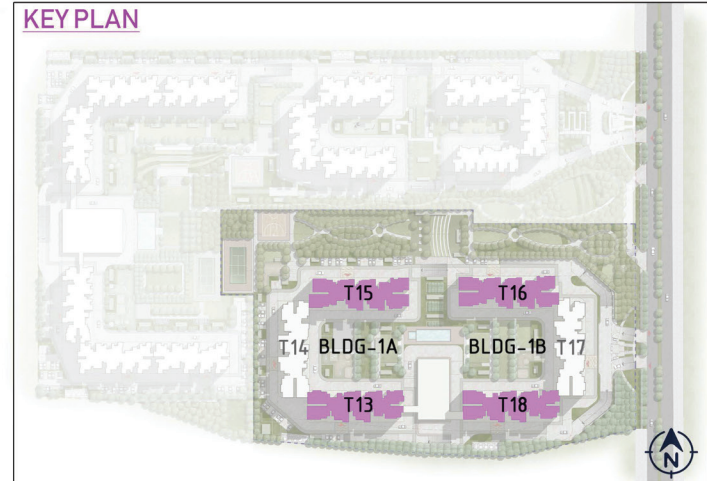 KEY PLAN
T15
T16
T14
BLDG-1A
BLDG-1B
T17
T13
T18
N